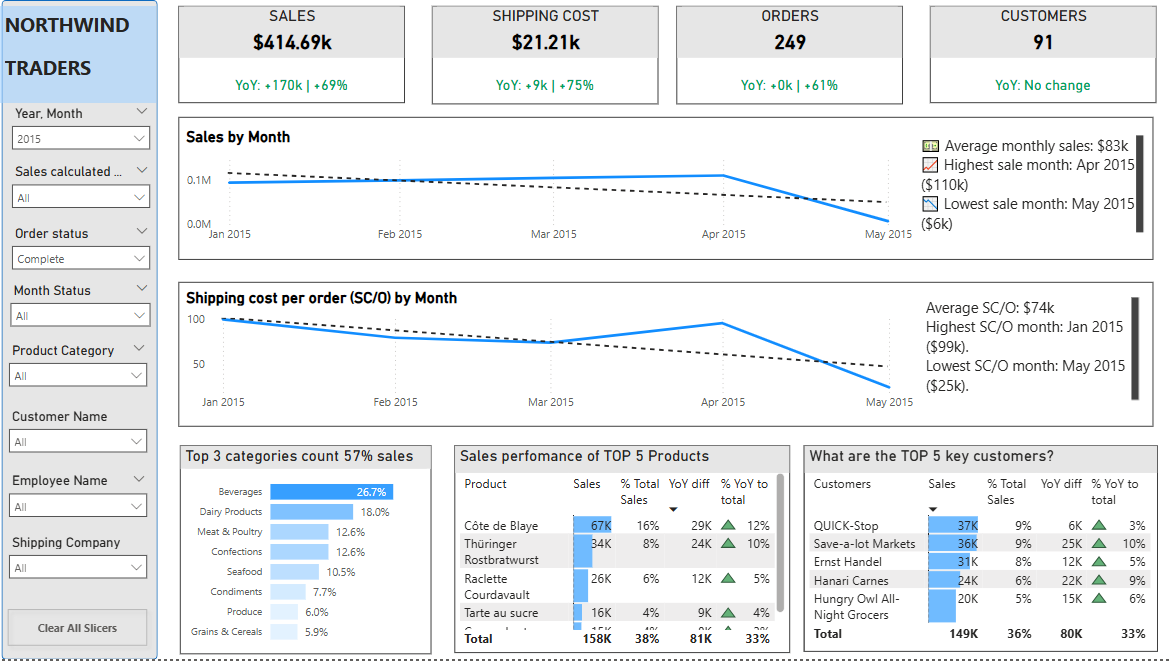 NORTHWIND
TRADERS
Year, Month
2015
Sales calculated ...
All
Order status
Complete
Month Status
All
Product Category
All
Customer Name
All
Employee Name
All
Shipping Company
All
Clear All Slicers
SALES
$414.69k
YoY: +170k | +69%
SHIPPING COST
$21.21k
YoY: +9k | +75%
ORDERS
249
YoY: +0k | +61%
CUSTOMERS
91
YoY: No change
Sales by Month
0.1M
0.0M
Jan 2015 Feb 2015 Mar 2015 Apr 2015 May 2015
Average monthly sales: $83k
Highest sale month: Apr 2015
($110k)
Lowest sale month: May 2015
($6k)
Shipping cost per order (SC/O) by Month
100
50
Jan 2015 Feb 2015 Mar 2015 Apr 2015 May 2015
Average SC/O: $74k
Highest SC/O month: Jan 2015
($99k).
Lowest SC/O month: May 2015
($25k).
Top 3 categories count 57% sales
Beverages 26.7%
Dairy Products 18.0%
Meat & Poultry 12.6%
Confections 12.6%
Seafood 10.5%
Condiments 7.7%
Produce 6.0%
Grains & Cereals 5.9%
Sales perfomance of TOP 5 Products
Product Sales % Total YoY diff % YoY to
Sales total
Côte de Blaye 67K 16% 29K 12%
Thüringer 34K 8% 24K 10%
Rostbratwurst
Raclette 26K 6% 12K 5%
Courdavault
Tarte au sucre 16K 4% 9K 4%
Total 158K 38% 81K 33%
What are the TOP 5 key customers?
Customers Sales % Total YoY diff % YoY to
Sales total
QUICK-Stop 37K 9% 6K 3%
Save-a-lot Markets 36K 9% 25K 10%
Ernst Handel 31K 8% 12K 5%
Hanari Carnes 24K 6% 22K 9%
Hungry Owl All- 20K 5% 15K 6%
Night Grocers
Total 149K 36% 80K 33%